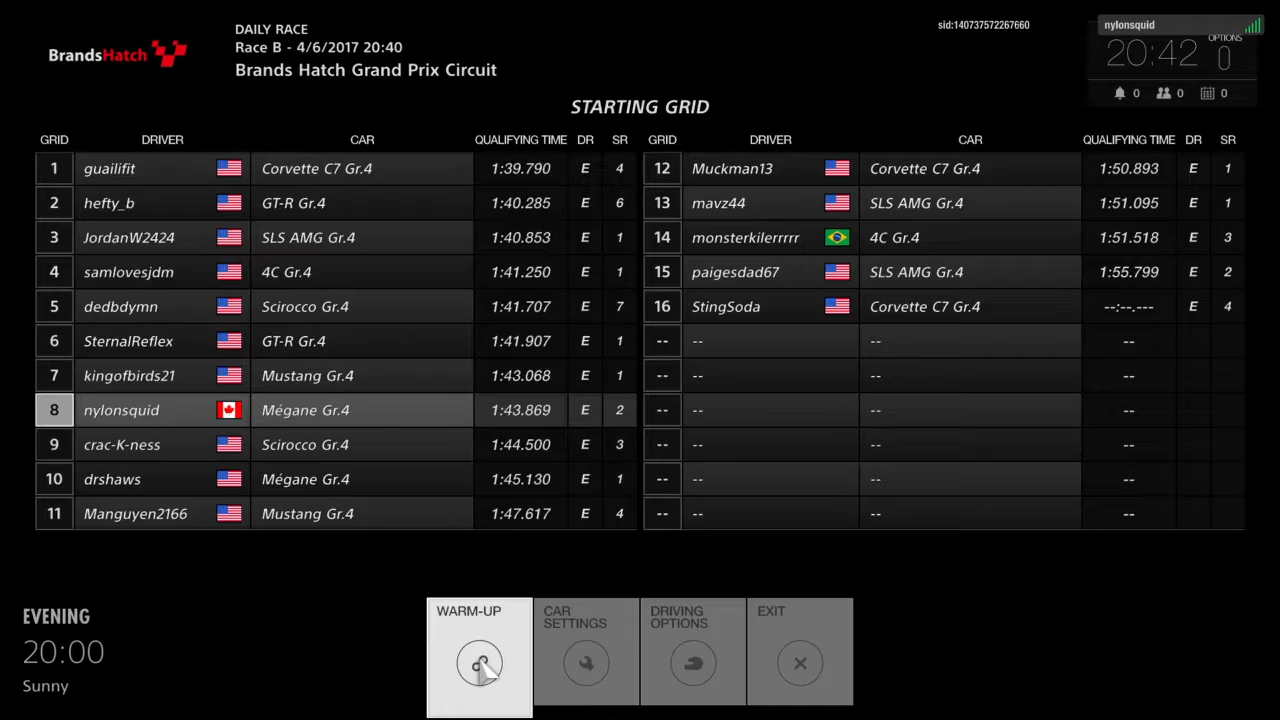 BrandsHatch
DAILY RACE
Race B - 4/6/2017 20:40
Brands Hatch Grand Prix Circuit
sid:140737572267660
nylonsquid
OPTIONS
20:42
0 0 0
STARTING GRID
GRID DRIVER CAR QUALIFYING TIME DR SR
1 guailifit Corvette C7 Gr.4 1:39.790 E 4
2 hefty_b GT-R Gr.4 1:40.285 E 6
3 JordanW2424 SLS AMG Gr.4 1:40.853 E 1
4 samlovesjdm 4C Gr.4 1:41.250 E 1
5 dedbdymn Scirocco Gr.4 1:41.707 E 7
6 SternalReflex GT-R Gr.4 1:41.907 E 1
7 kingofbirds21 Mustang Gr.4 1:43.068 E 1
8 nylonsquid Mégane Gr.4 1:43.869 E 2
9 crac-K-ness Scirocco Gr.4 1:44.500 E 3
10 drshaws Mégane Gr.4 1:45.130 E 1
11 Manguyen2166 Mustang Gr.4 1:47.617 E 4
GRID DRIVER CAR QUALIFYING TIME DR SR
12 Muckman13 Corvette C7 Gr.4 1:50.893 E 1
13 mavz44 SLS AMG Gr.4 1:51.095 E 1
14 monsterkilerrrrr 4C Gr.4 1:51.518 E 3
15 paigesdad67 SLS AMG Gr.4 1:55.799 E 2
16 StingSoda Corvette C7 Gr.4 --:--.--- E 4
-- -- -- --
-- -- -- --
-- -- -- --
-- -- -- --
-- -- -- --
-- -- -- --
EVENING
20:00
Sunny
WARM-UP
CAR
SETTINGS
DRIVING
OPTIONS
EXIT